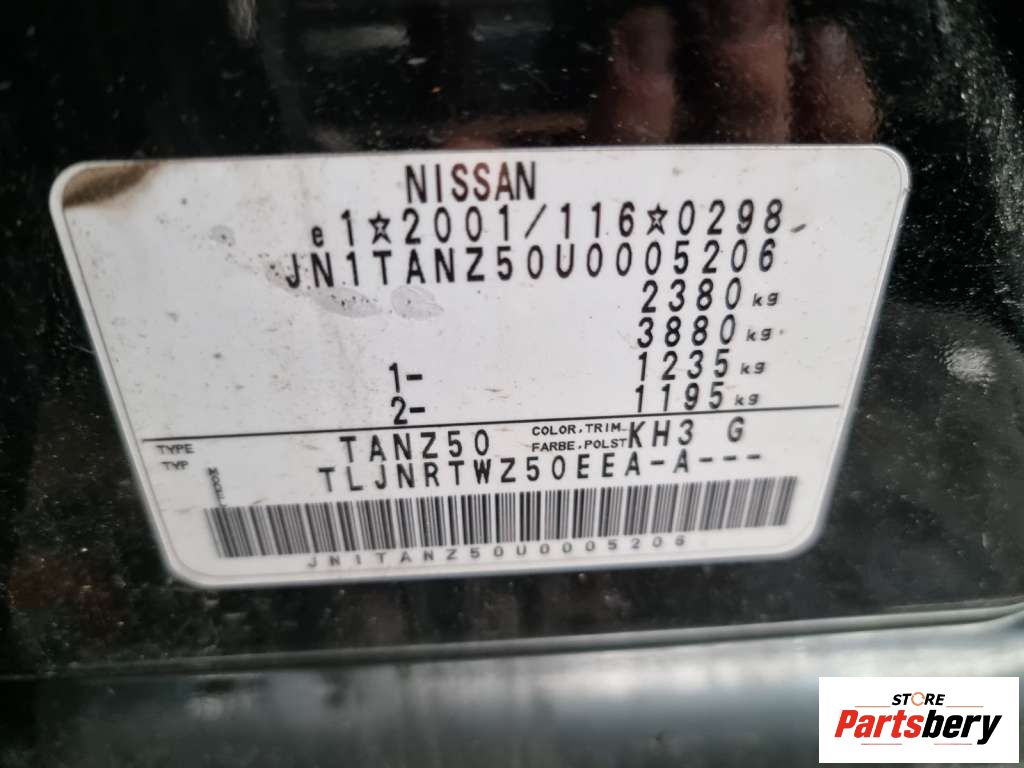 NISSAN
e1☆2001/116☆0298
JN1TANZ50U0005206
2380 kg
3880 kg
1- 1235 kg
2- 1195 kg
TYPE TANZ50 COLOR.TRIM KH3 G
TYP FARBE.POLST
MODELL TLJNRTWZ50EEA-A---
JN1TANZ50U0005206
STORE
Partsbery